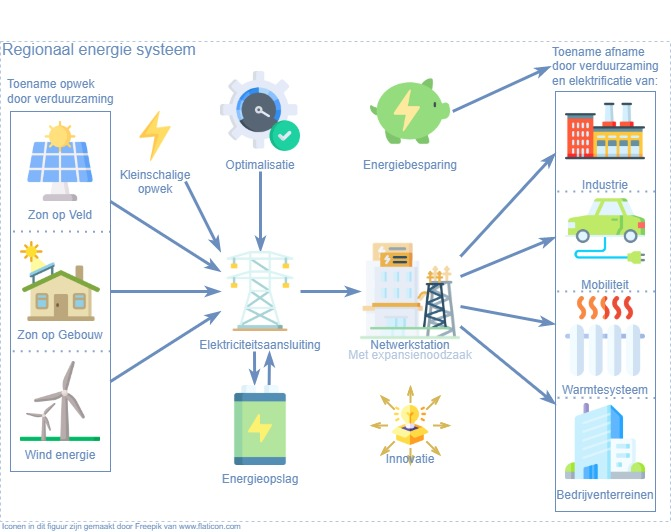 Regionaal energie systeem
Toename opwek
door verduurzaming
Toename afname
door verduurzaming
en elektrificatie van:
Kleinschalige
opwek
Optimalisatie
Energiebesparing
Zon op Veld
Zon op Gebouw
Wind energie
Elektriciteitsaansluiting
Netwerkstation
Met expansienoodzaak
Energieopslag
Innovatie
Industrie
Mobiliteit
Warmtesysteem
Bedrijventerreinen
Iconen in dit figuur zijn gemaakt door Freepik van www.flaticon.com